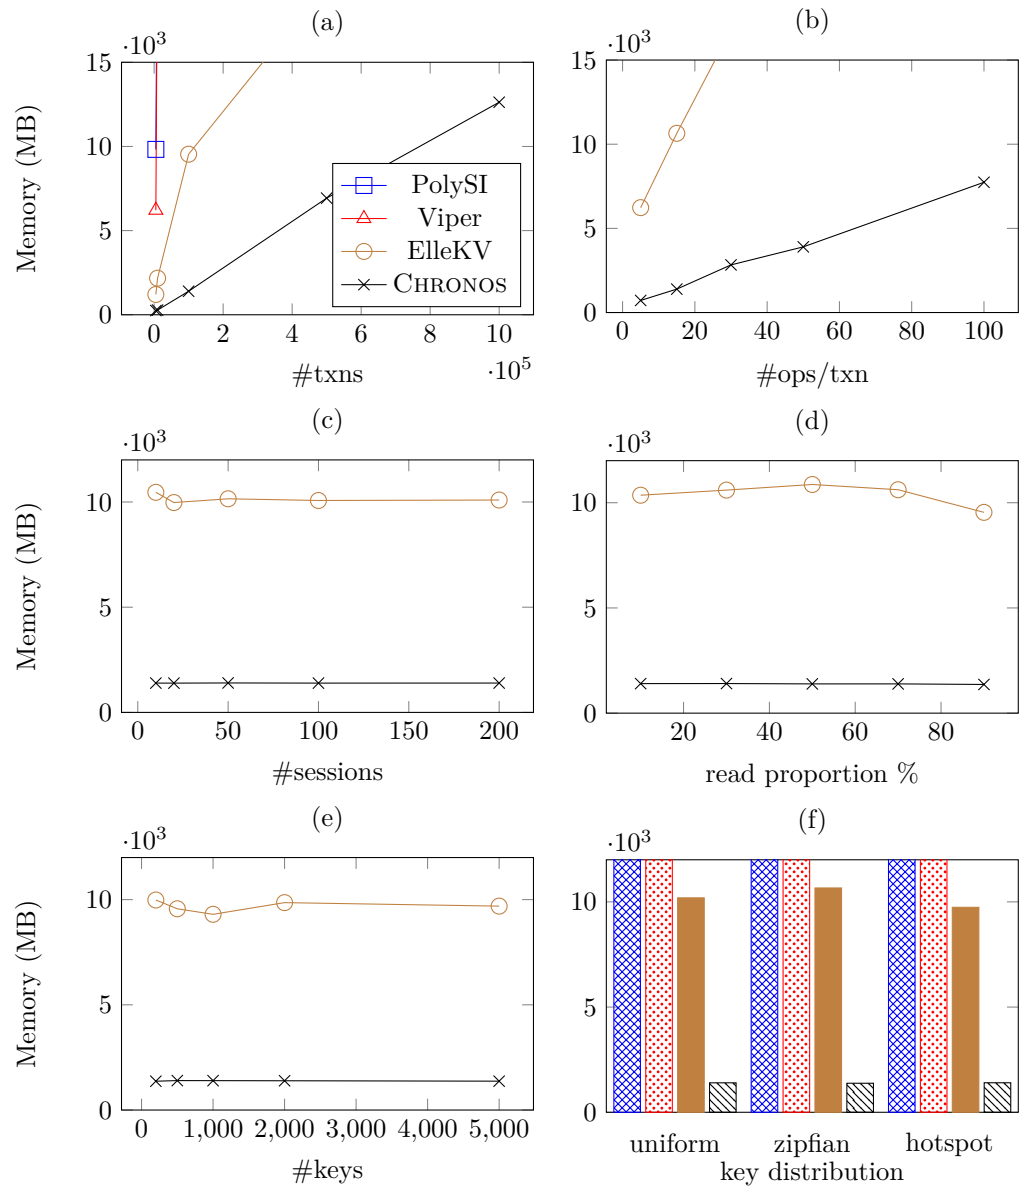 (a)
·10³
15
10
5
0
Memory (MB)
0 2 4 6 8 10
·10⁵
#txns
PolySI
Viper
ElleKV
CHRONOS
(b)
·10³
15
10
5
0
0 20 40 60 80 100
#ops/txn
(c)
·10³
10
5
0
Memory (MB)
0 50 100 150 200
#sessions
(d)
·10³
10
5
0
20 40 60 80
read proportion %
(e)
·10³
10
5
0
Memory (MB)
0 1,000 2,000 3,000 4,000 5,000
#keys
(f)
·10³
10
5
0
uniform zipfian hotspot
key distribution